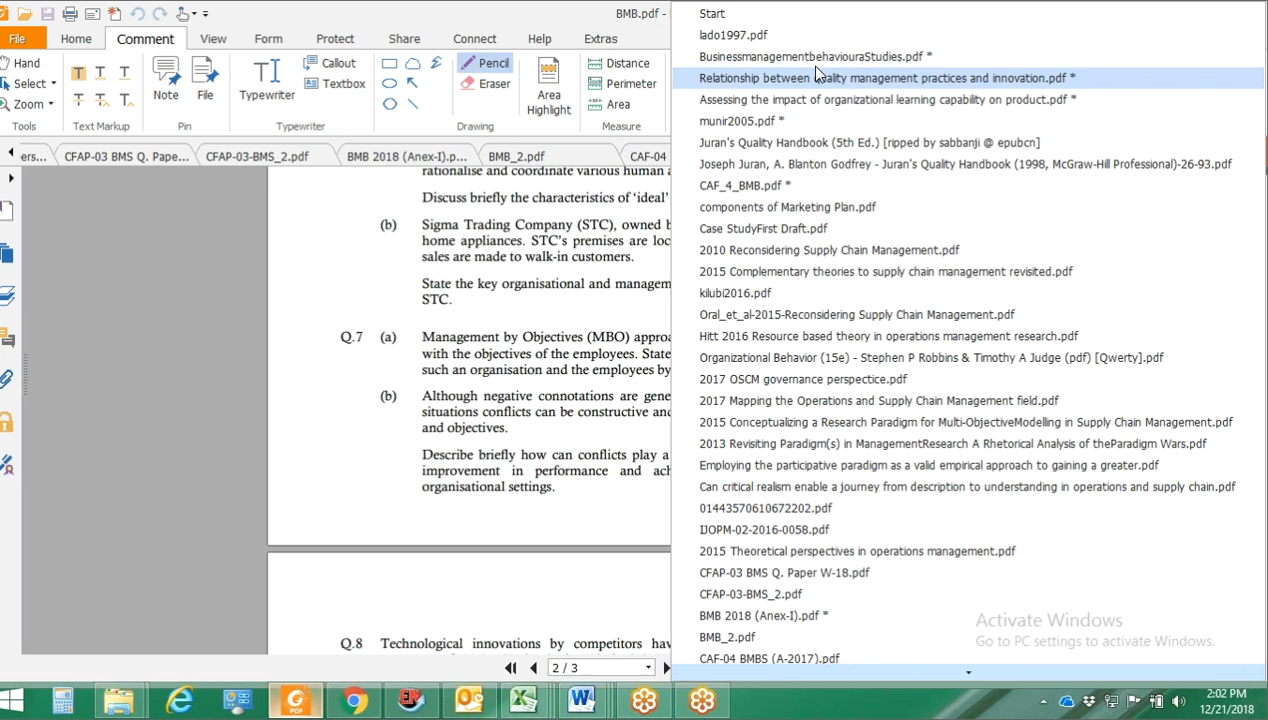 BMB.pdf -
File
Home
Comment
View
Form
Protect
Share
Connect
Help
Extras
Hand
Select
Zoom
Tools
Text Markup
Note
File
Pin
Typewriter
Callout
Textbox
Typewriter
Pencil
Eraser
Area
Highlight
Drawing
Distance
Perimeter
Area
Measure
ers...
CFAP-03 BMS Q. Pape...
CFAP-03-BMS_2.pdf
BMB 2018 (Anex-I).p...
BMB_2.pdf
CAF-04
rationalise and coordinate various human a
Discuss briefly the characteristics of ‘ideal’
(b) Sigma Trading Company (STC), owned b
home appliances. STC’s premises are loc
sales are made to walk-in customers.
State the key organisational and managem
STC.
Q.7 (a) Management by Objectives (MBO) approa
with the objectives of the employees. State
such an organisation and the employees by
(b) Although negative connotations are gene
situations conflicts can be constructive and
and objectives.
Describe briefly how can conflicts play a
improvement in performance and ach
organisational settings.
Q.8 Technological innovations by competitors hav
2 / 3
Start
lado1997.pdf
BusinessmanagementbehaviouraStudies.pdf *
Relationship between quality management practices and innovation.pdf *
Assessing the impact of organizational learning capability on product.pdf *
munir2005.pdf *
Juran's Quality Handbook (5th Ed.) [ripped by sabbanji @ epubcn]
Joseph Juran, A. Blanton Godfrey - Juran's Quality Handbook (1998, McGraw-Hill Professional)-26-93.pdf
CAF_4_BMB.pdf *
components of Marketing Plan.pdf
Case StudyFirst Draft.pdf
2010 Reconsidering Supply Chain Management.pdf
2015 Complementary theories to supply chain management revisited.pdf
kilubi2016.pdf
Oral_et_al-2015-Reconsidering Supply Chain Management.pdf
Hitt 2016 Resource based theory in operations management research.pdf
Organizational Behavior (15e) - Stephen P Robbins & Timothy A Judge (pdf) [Qwerty].pdf
2017 OSCM governance perspectice.pdf
2017 Mapping the Operations and Supply Chain Management field.pdf
2015 Conceptualizing a Research Paradigm for Multi-ObjectiveModelling in Supply Chain Management.pdf
2013 Revisiting Paradigm(s) in ManagementResearch A Rhetorical Analysis of theParadigm Wars.pdf
Employing the participative paradigm as a valid empirical approach to gaining a greater.pdf
Can critical realism enable a journey from description to understanding in operations and supply chain.pdf
01443570610672202.pdf
IJOPM-02-2016-0058.pdf
2015 Theoretical perspectives in operations management.pdf
CFAP-03 BMS Q. Paper W-18.pdf
CFAP-03-BMS_2.pdf
BMB 2018 (Anex-I).pdf *
BMB_2.pdf
CAF-04 BMBS (A-2017).pdf
Activate Windows
Go to PC settings to activate Windows.
2:02 PM
12/21/2018